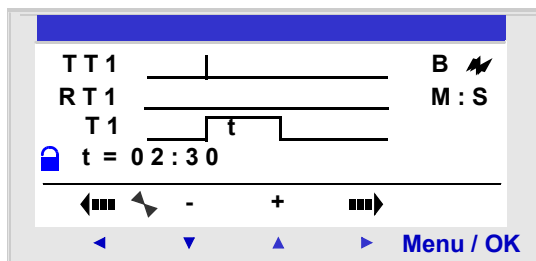 TT1 B
RT1 M:S
T1 t
t = 02:30
- +
Menu / OK